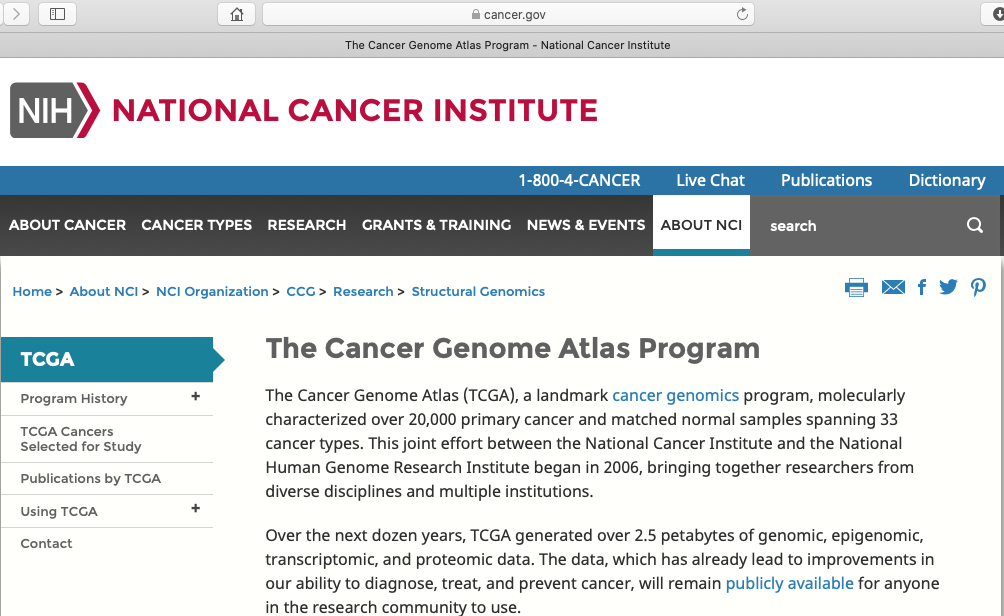 cancer.gov
The Cancer Genome Atlas Program - National Cancer Institute
NIH NATIONAL CANCER INSTITUTE
1-800-4-CANCER Live Chat Publications Dictionary
ABOUT CANCER CANCER TYPES RESEARCH GRANTS & TRAINING NEWS & EVENTS ABOUT NCI search
Home > About NCI > NCI Organization > CCG > Research > Structural Genomics
TCGA
Program History +
TCGA Cancers
Selected for Study
Publications by TCGA
Using TCGA +
Contact
The Cancer Genome Atlas Program
The Cancer Genome Atlas (TCGA), a landmark cancer genomics program, molecularly
characterized over 20,000 primary cancer and matched normal samples spanning 33
cancer types. This joint effort between the National Cancer Institute and the National
Human Genome Research Institute began in 2006, bringing together researchers from
diverse disciplines and multiple institutions.
Over the next dozen years, TCGA generated over 2.5 petabytes of genomic, epigenomic,
transcriptomic, and proteomic data. The data, which has already lead to improvements in
our ability to diagnose, treat, and prevent cancer, will remain publicly available for anyone
in the research community to use.